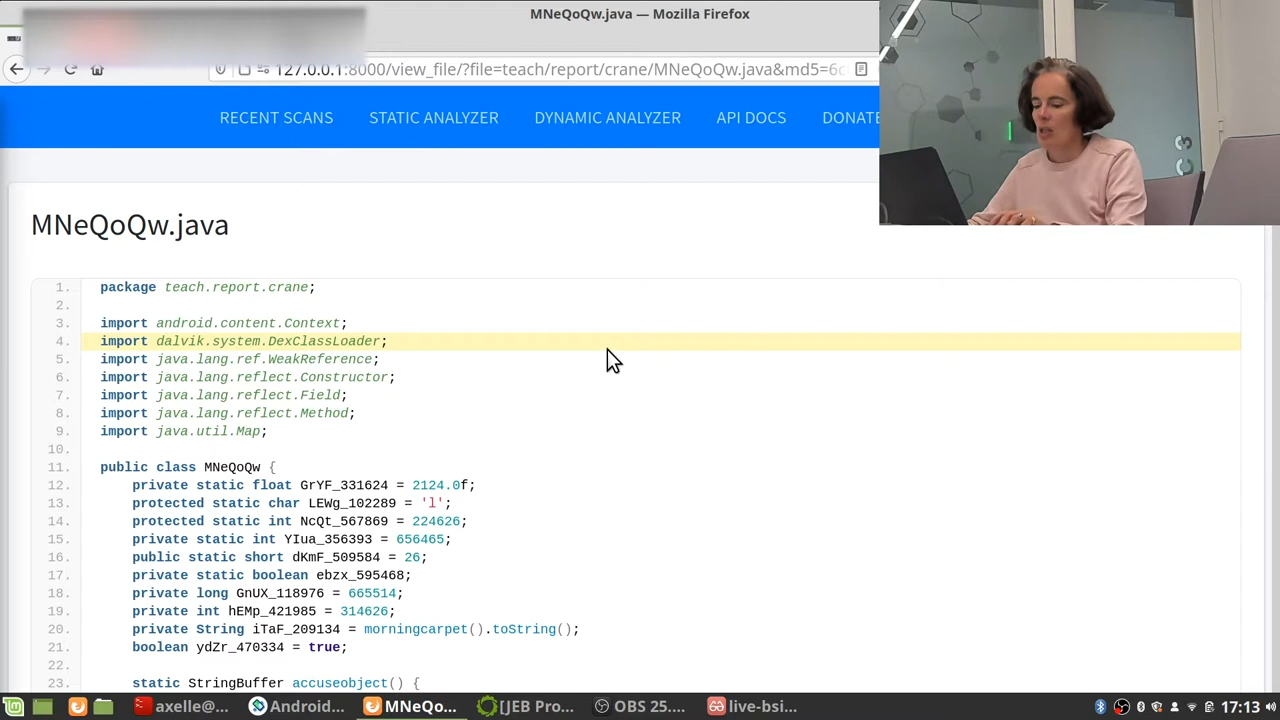 MNeQoQw.java — Mozilla Firefox
127.0.0.1:8000/view_file/?file=teach/report/crane/MNeQoQw.java&md5=6c
RECENT SCANS STATIC ANALYZER DYNAMIC ANALYZER API DOCS DONATE
MNeQoQw.java
1. package teach.report.crane;
2.
3. import android.content.Context;
4. import dalvik.system.DexClassLoader;
5. import java.lang.ref.WeakReference;
6. import java.lang.reflect.Constructor;
7. import java.lang.reflect.Field;
8. import java.lang.reflect.Method;
9. import java.util.Map;
10.
11. public class MNeQoQw {
12. private static float GrYF_331624 = 2124.0f;
13. protected static char LEWg_102289 = 'l';
14. protected static int NcQt_567869 = 224626;
15. private static int YIua_356393 = 656465;
16. public static short dKmF_509584 = 26;
17. private static boolean ebzx_595468;
18. private long GnUX_118976 = 665514;
19. private int hEMp_421985 = 314626;
20. private String iTaF_209134 = morningcarpet().toString();
21. boolean ydZr_470334 = true;
22.
23. static StringBuffer accuseobject() {
axelle@... Android... MNeQo... [JEB Pro... OBS 25.... live-bsi... 17:13